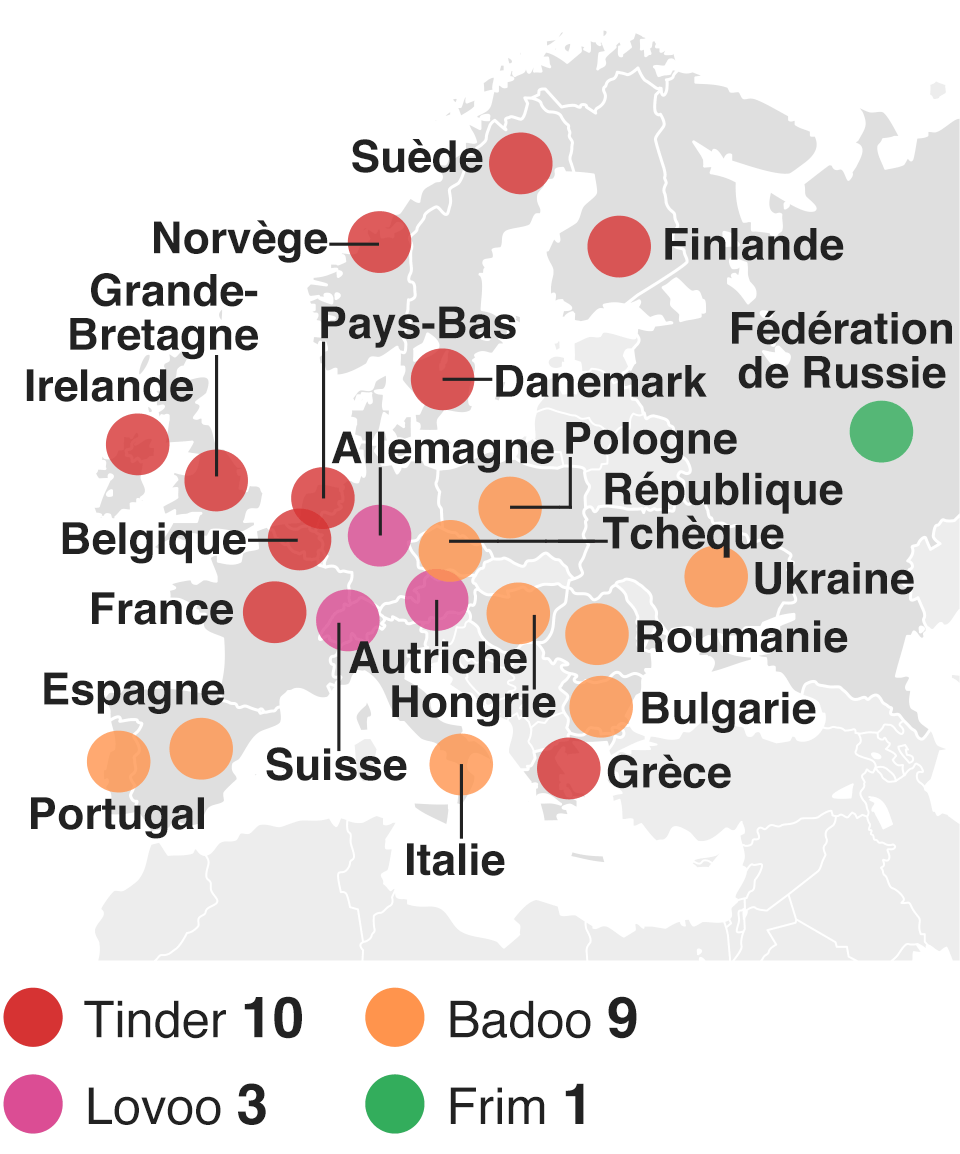 Suède
Norvège
Finlande
Grande-
Bretagne
Pays-Bas
Fédération
de Russie
Irelande
Danemark
Allemagne
Pologne
République
Tchèque
Belgique
Ukraine
France
Roumanie
Autriche
Espagne
Hongrie
Bulgarie
Suisse
Grèce
Portugal
Italie
Tinder 10
Badoo 9
Lovoo 3
Frim 1